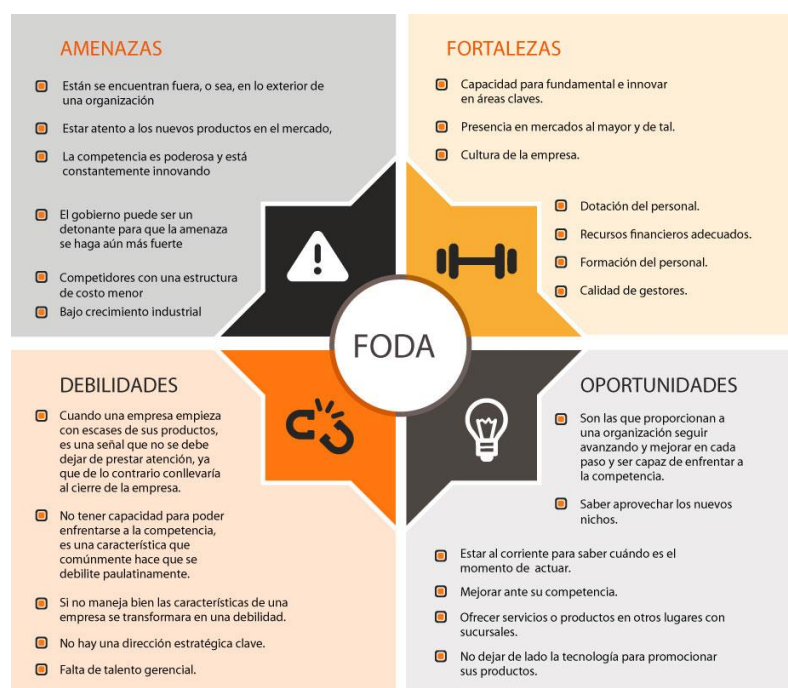 AMENAZAS
Están se encuentran fuera, o sea, en lo exterior de
una organización
Estar atento a los nuevos productos en el mercado,
La competencia es poderosa y está
constantemente innovando
El gobierno puede ser un
detonante para que la amenaza
se haga aún más fuerte
Competidores con una estructura
de costo menor
Bajo crecimiento industrial
FORTALEZAS
Capacidad para fundamental e innovar
en áreas claves.
Presencia en mercados al mayor y de tal.
Cultura de la empresa.
Dotación del personal.
Recursos financieros adecuados.
Formación del personal.
Calidad de gestores.
FODA
DEBILIDADES
Cuando una empresa empieza
con escases de sus productos,
es una señal que no se debe
dejar de prestar atención, ya
que de lo contrario conllevaría
al cierre de la empresa.
No tener capacidad para poder
enfrentarse a la competencia,
es una característica que
comúnmente hace que se
debilite paulatinamente.
Si no maneja bien las características de una
empresa se transformara en una debilidad.
No hay una dirección estratégica clave.
Falta de talento gerencial.
OPORTUNIDADES
Son las que proporcionan a
una organización seguir
avanzando y mejorar en cada
paso y ser capaz de enfrentar a
la competencia.
Saber aprovechar los nuevos
nichos.
Estar al corriente para saber cuándo es el
momento de actuar.
Mejorar ante su competencia.
Ofrecer servicios o productos en otros lugares con
sucursales.
No dejar de lado la tecnología para promocionar
sus productos.